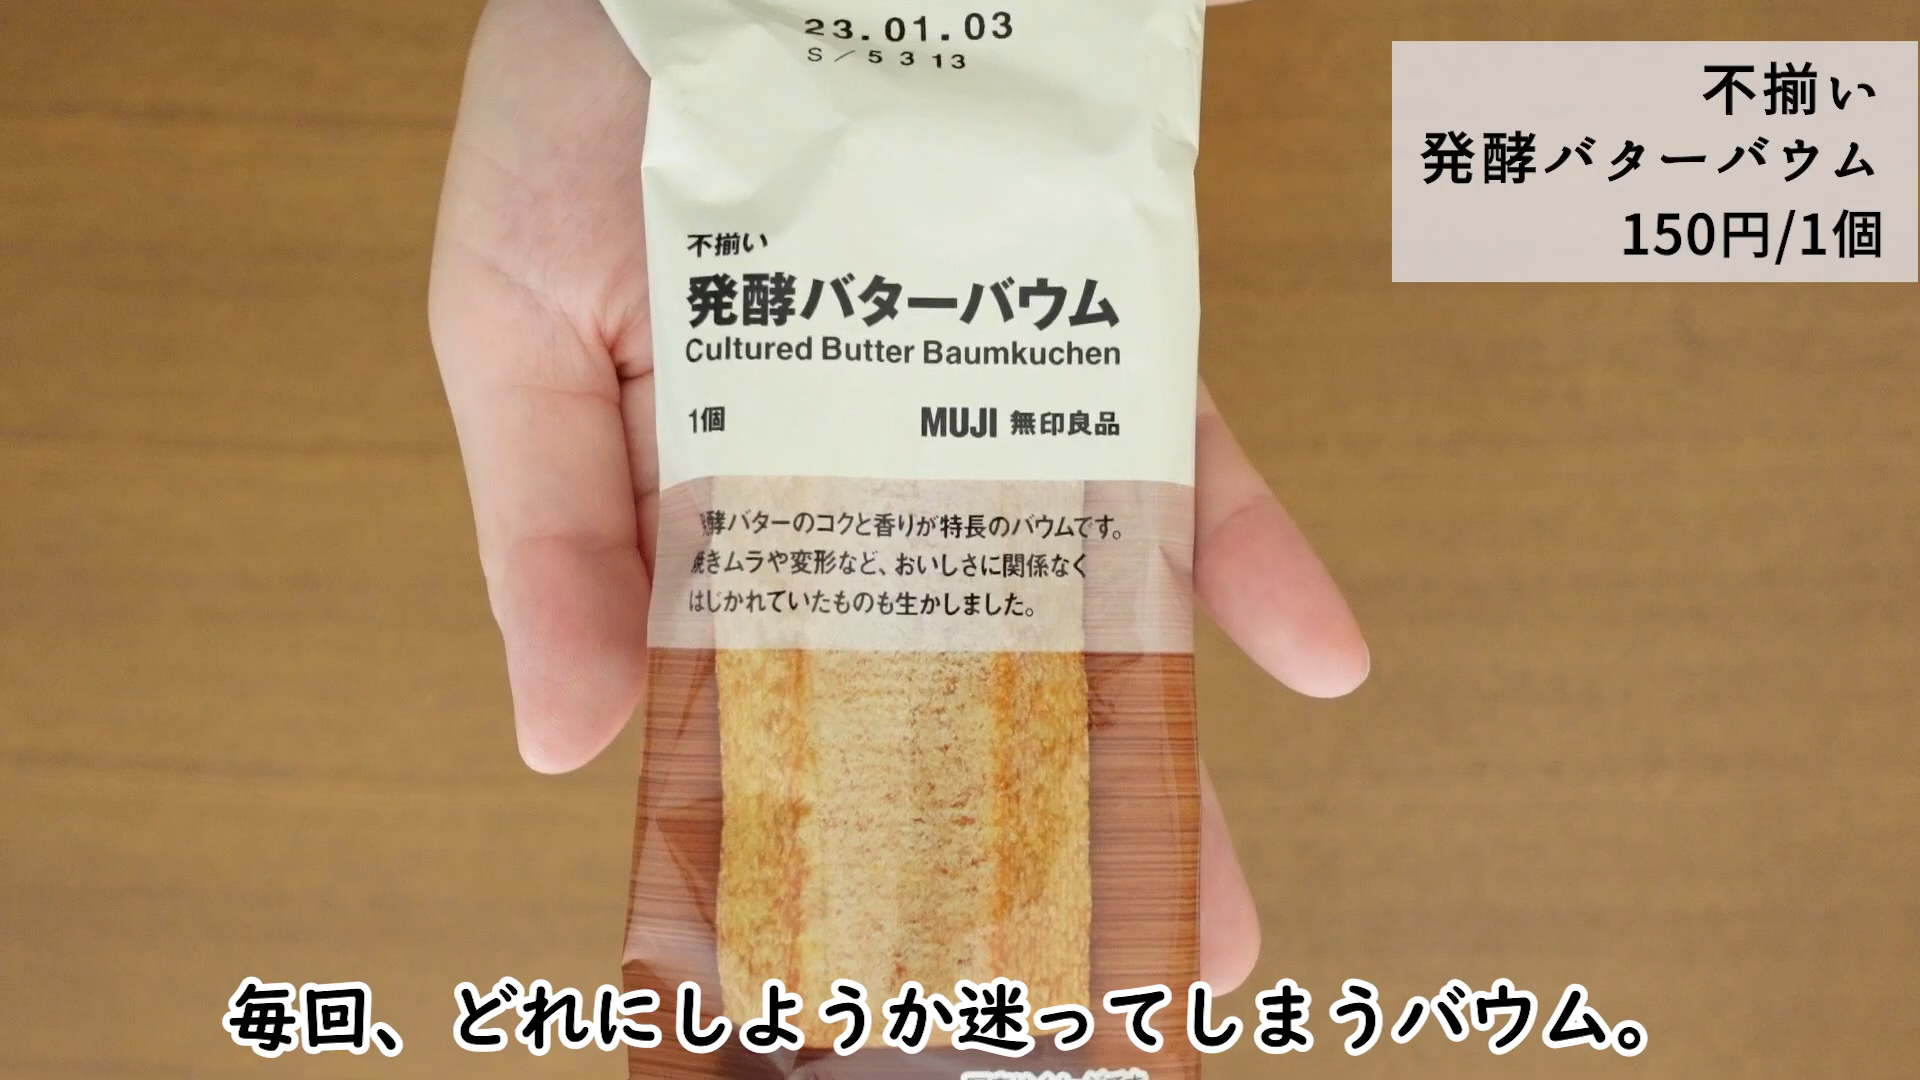 23.01.03
S/5313
不揃い
発酵バターバウム
150円/1個
不揃い
発酵バターバウム
Cultured Butter Baumkuchen
1個 MUJI 無印良品
発酵バターのコクと香りが特長のバウムです。
焼きムラや変形など、おいしさに関係なく
はじかれていたものも生かしました。
毎回、どれにしようか迷ってしまうバウム。